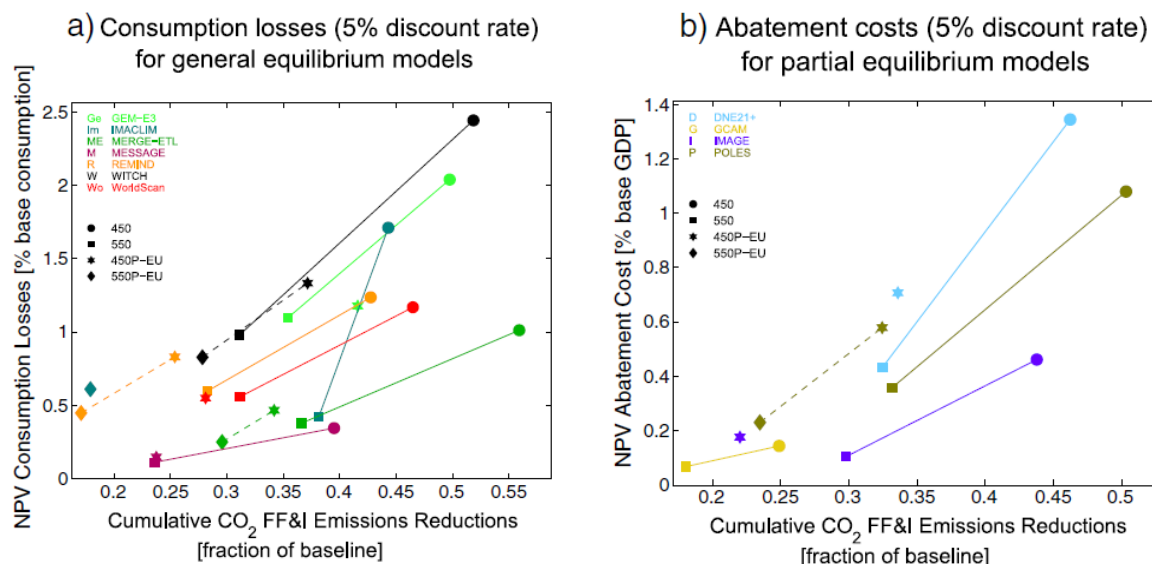 a) Consumption losses (5% discount rate)
for general equilibrium models
NPV Consumption Losses [% base consumption]
2.5
2
1.5
1
0.5
0
Ge GEM-E3
Im IMACLIM
ME MERGE-ETL
M MESSAGE
R REMIND
W WITCH
Wo WorldScan
450
550
450P-EU
550P-EU
0.2 0.25 0.3 0.35 0.4 0.45 0.5 0.55
Cumulative CO₂ FF&I Emissions Reductions
[fraction of baseline]
b) Abatement costs (5% discount rate)
for partial equilibrium models
NPV Abatement Cost [% base GDP]
1.4
1.2
1
0.8
0.6
0.4
0.2
0
D DNE21+
G GCAM
I IMAGE
P POLES
450
550
450P-EU
550P-EU
0.2 0.25 0.3 0.35 0.4 0.45 0.5
Cumulative CO₂ FF&I Emissions Reductions
[fraction of baseline]